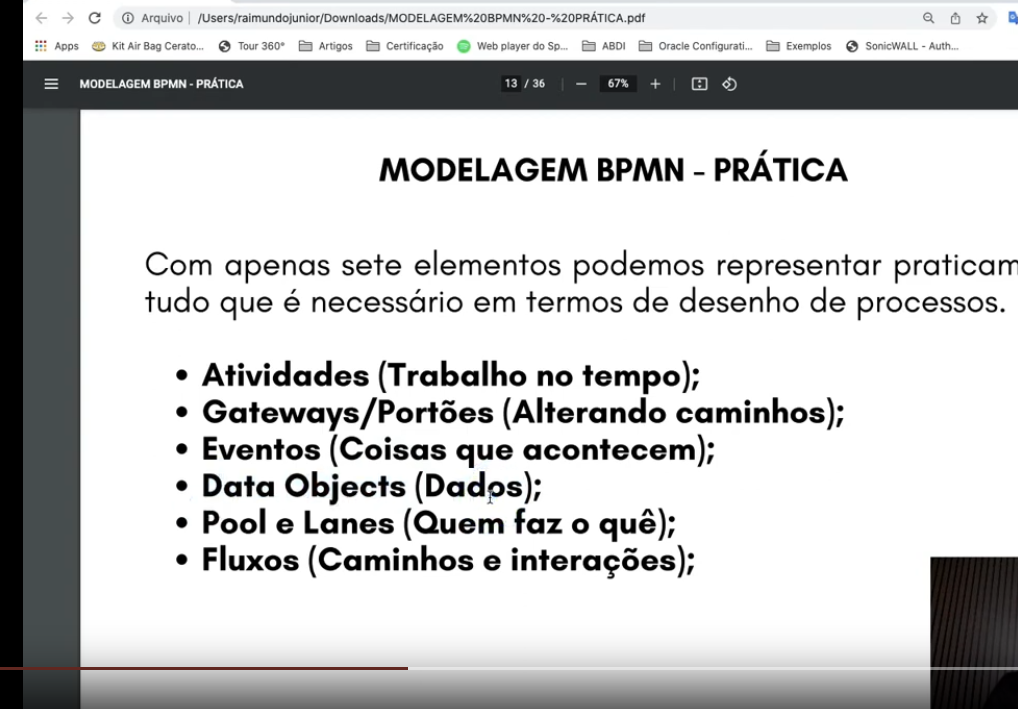 Arquivo | /Users/raimundojunior/Downloads/MODELAGEM%20BPMN%20-%20PRÁTICA.pdf
Apps Kit Air Bag Cerato... Tour 360° Artigos Certificação Web player do Sp... ABDI Oracle Configurati... Exemplos SonicWALL - Auth...
MODELAGEM BPMN - PRÁTICA 13 / 36 67%
MODELAGEM BPMN - PRÁTICA
Com apenas sete elementos podemos representar praticam
tudo que é necessário em termos de desenho de processos.
• Atividades (Trabalho no tempo);
• Gateways/Portões (Alterando caminhos);
• Eventos (Coisas que acontecem);
• Data Objects (Dados);
• Pool e Lanes (Quem faz o quê);
• Fluxos (Caminhos e interações);